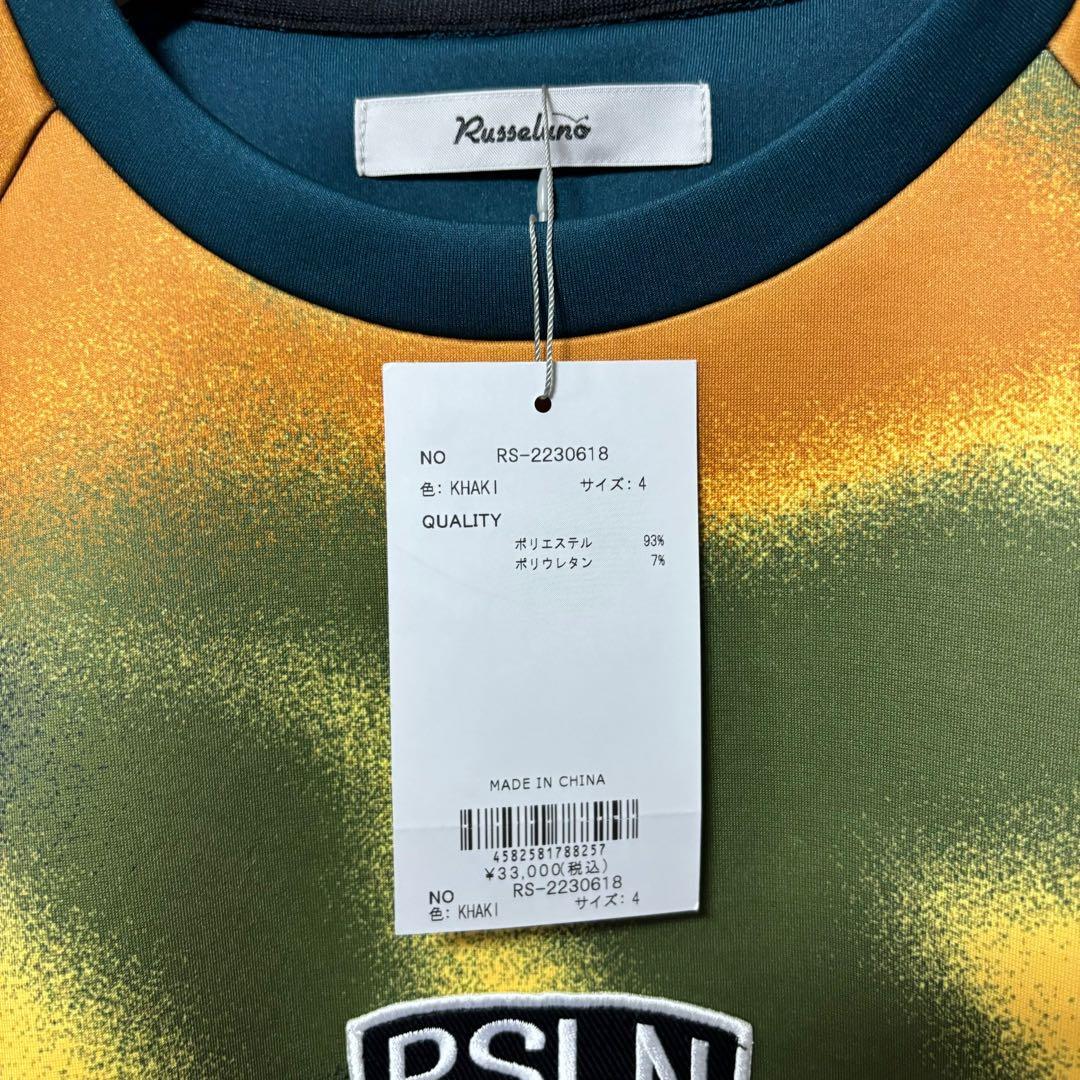 Russeluno
NO RS-2230618
色: KHAKI サイズ: 4
QUALITY
ポリエステル 93%
ポリウレタン 7%
MADE IN CHINA
4582581788257
¥33,000(税込)
NO RS-2230618
色: KHAKI サイズ: 4
RSLN